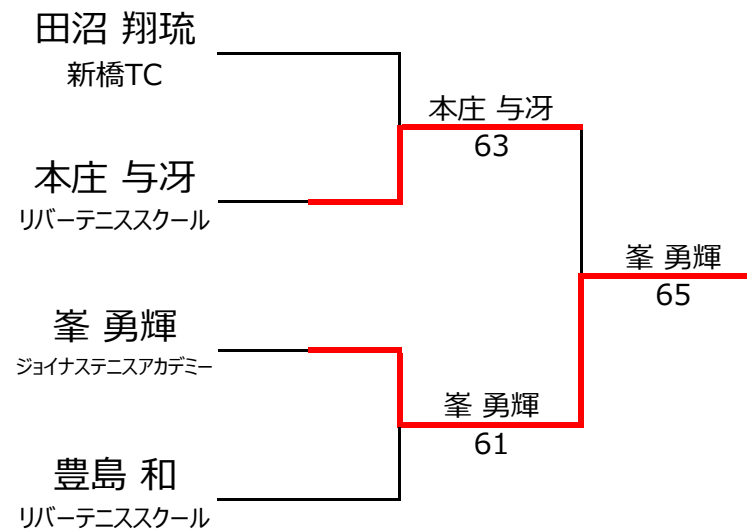 田沼 翔琉
新橋TC
本庄 与冴
リバーテニススクール
峯 勇輝
ジョイナステニスアカデミー
豊島 和
リバーテニススクール
本庄 与冴
63
峯 勇輝
61
峯 勇輝
65